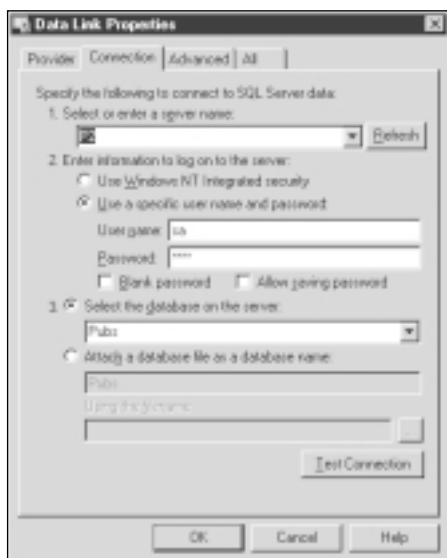 Data Link Properties
Provider Connection Advanced All
Specify the following to connect to SQL Server data:
1. Select or enter a server name:
Refresh
2. Enter information to log on to the server:
Use Windows NT Integrated security
Use a specific user name and password:
User name: sa
Password: ****
Blank password Allow saving password
3. Select the database on the server:
Pubs
Attach a database file as a database name:
Pubs
Using the filename:
...
Test Connection
OK Cancel Help